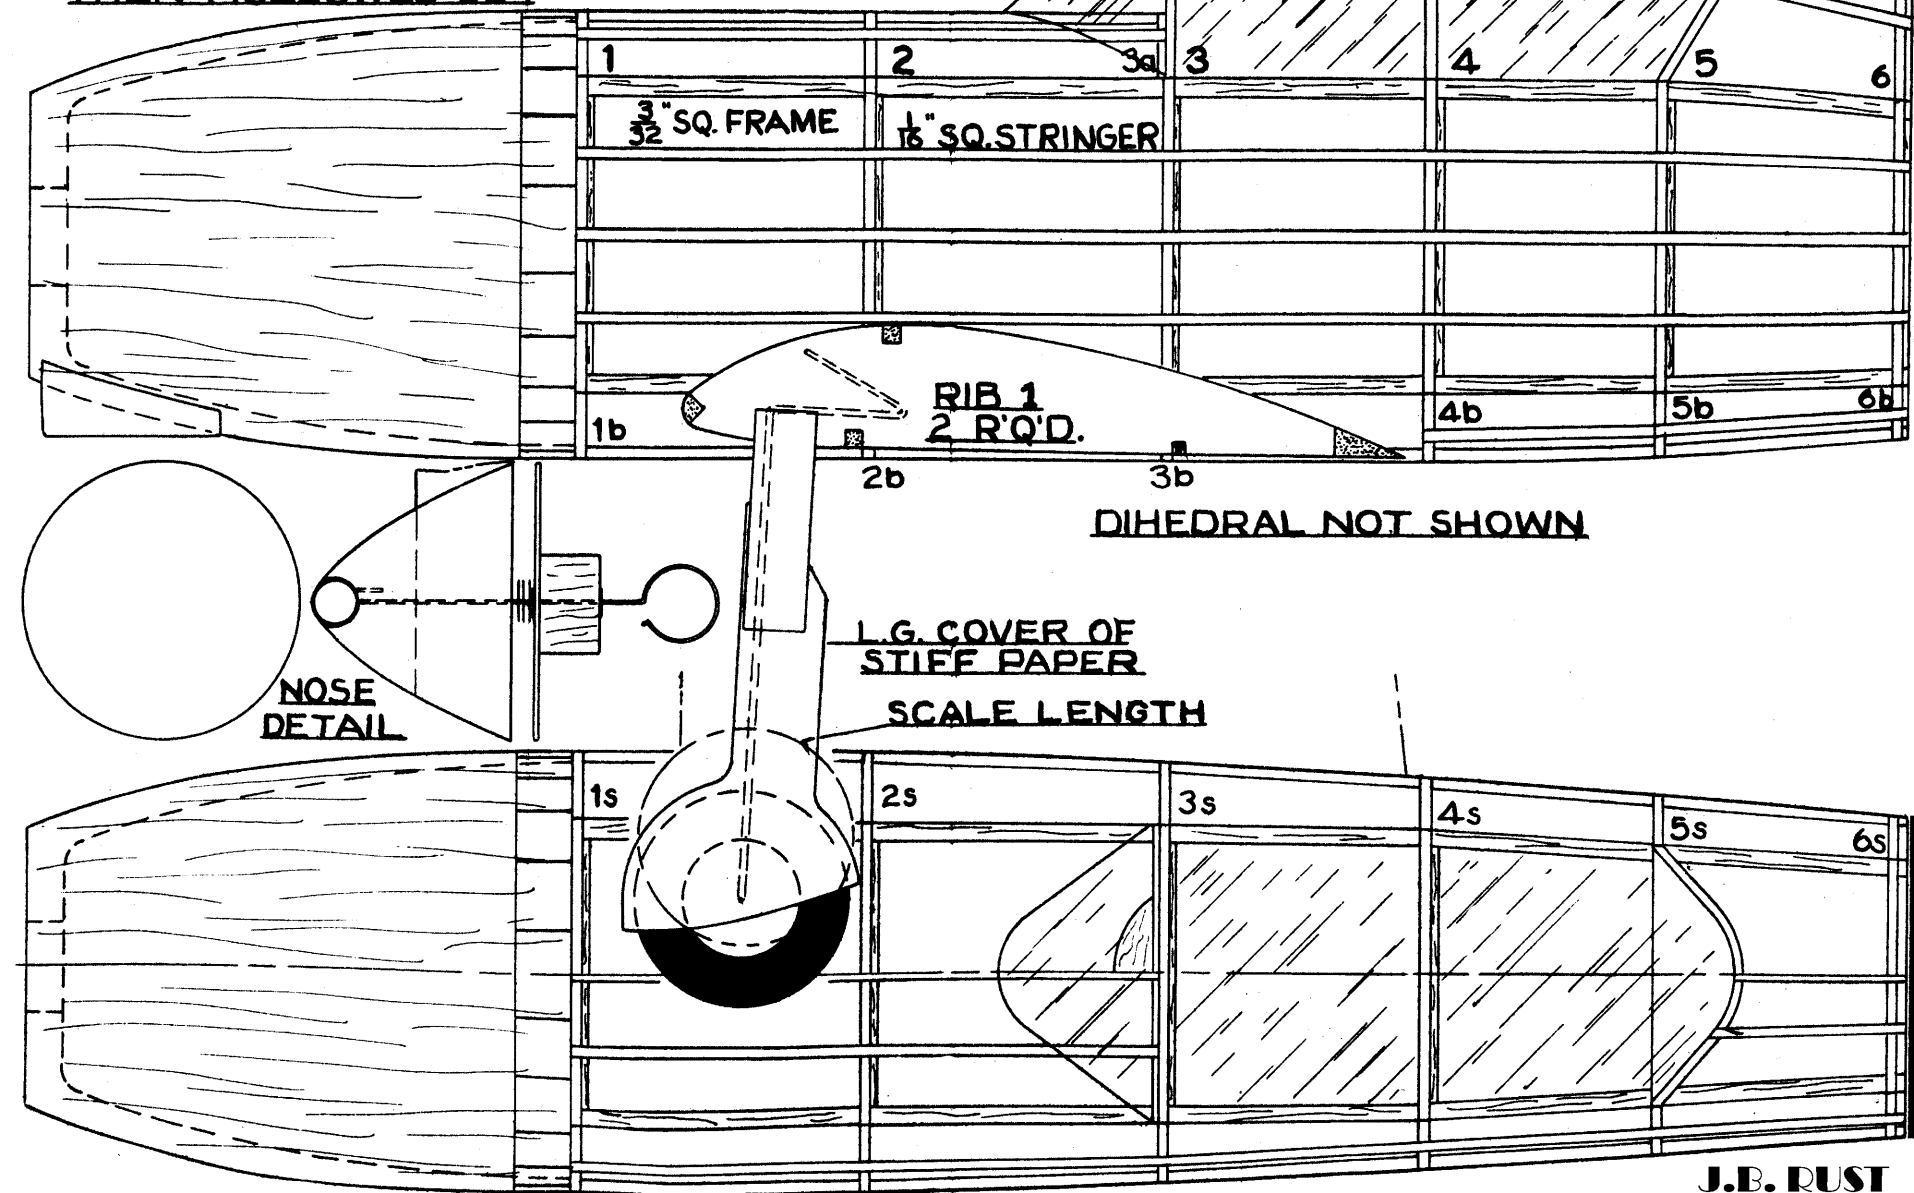 1
2
3a
3
4
5
6
3/32" SQ. FRAME
1/16" SQ. STRINGER
RIB 1
2 R'Q'D.
1b
4b
5b
6b
2b
3b
DIHEDRAL NOT SHOWN
L.G. COVER OF
STIFF PAPER
NOSE
DETAIL
SCALE LENGTH
1s
2s
3s
4s
5s
6s
J.B. RUST